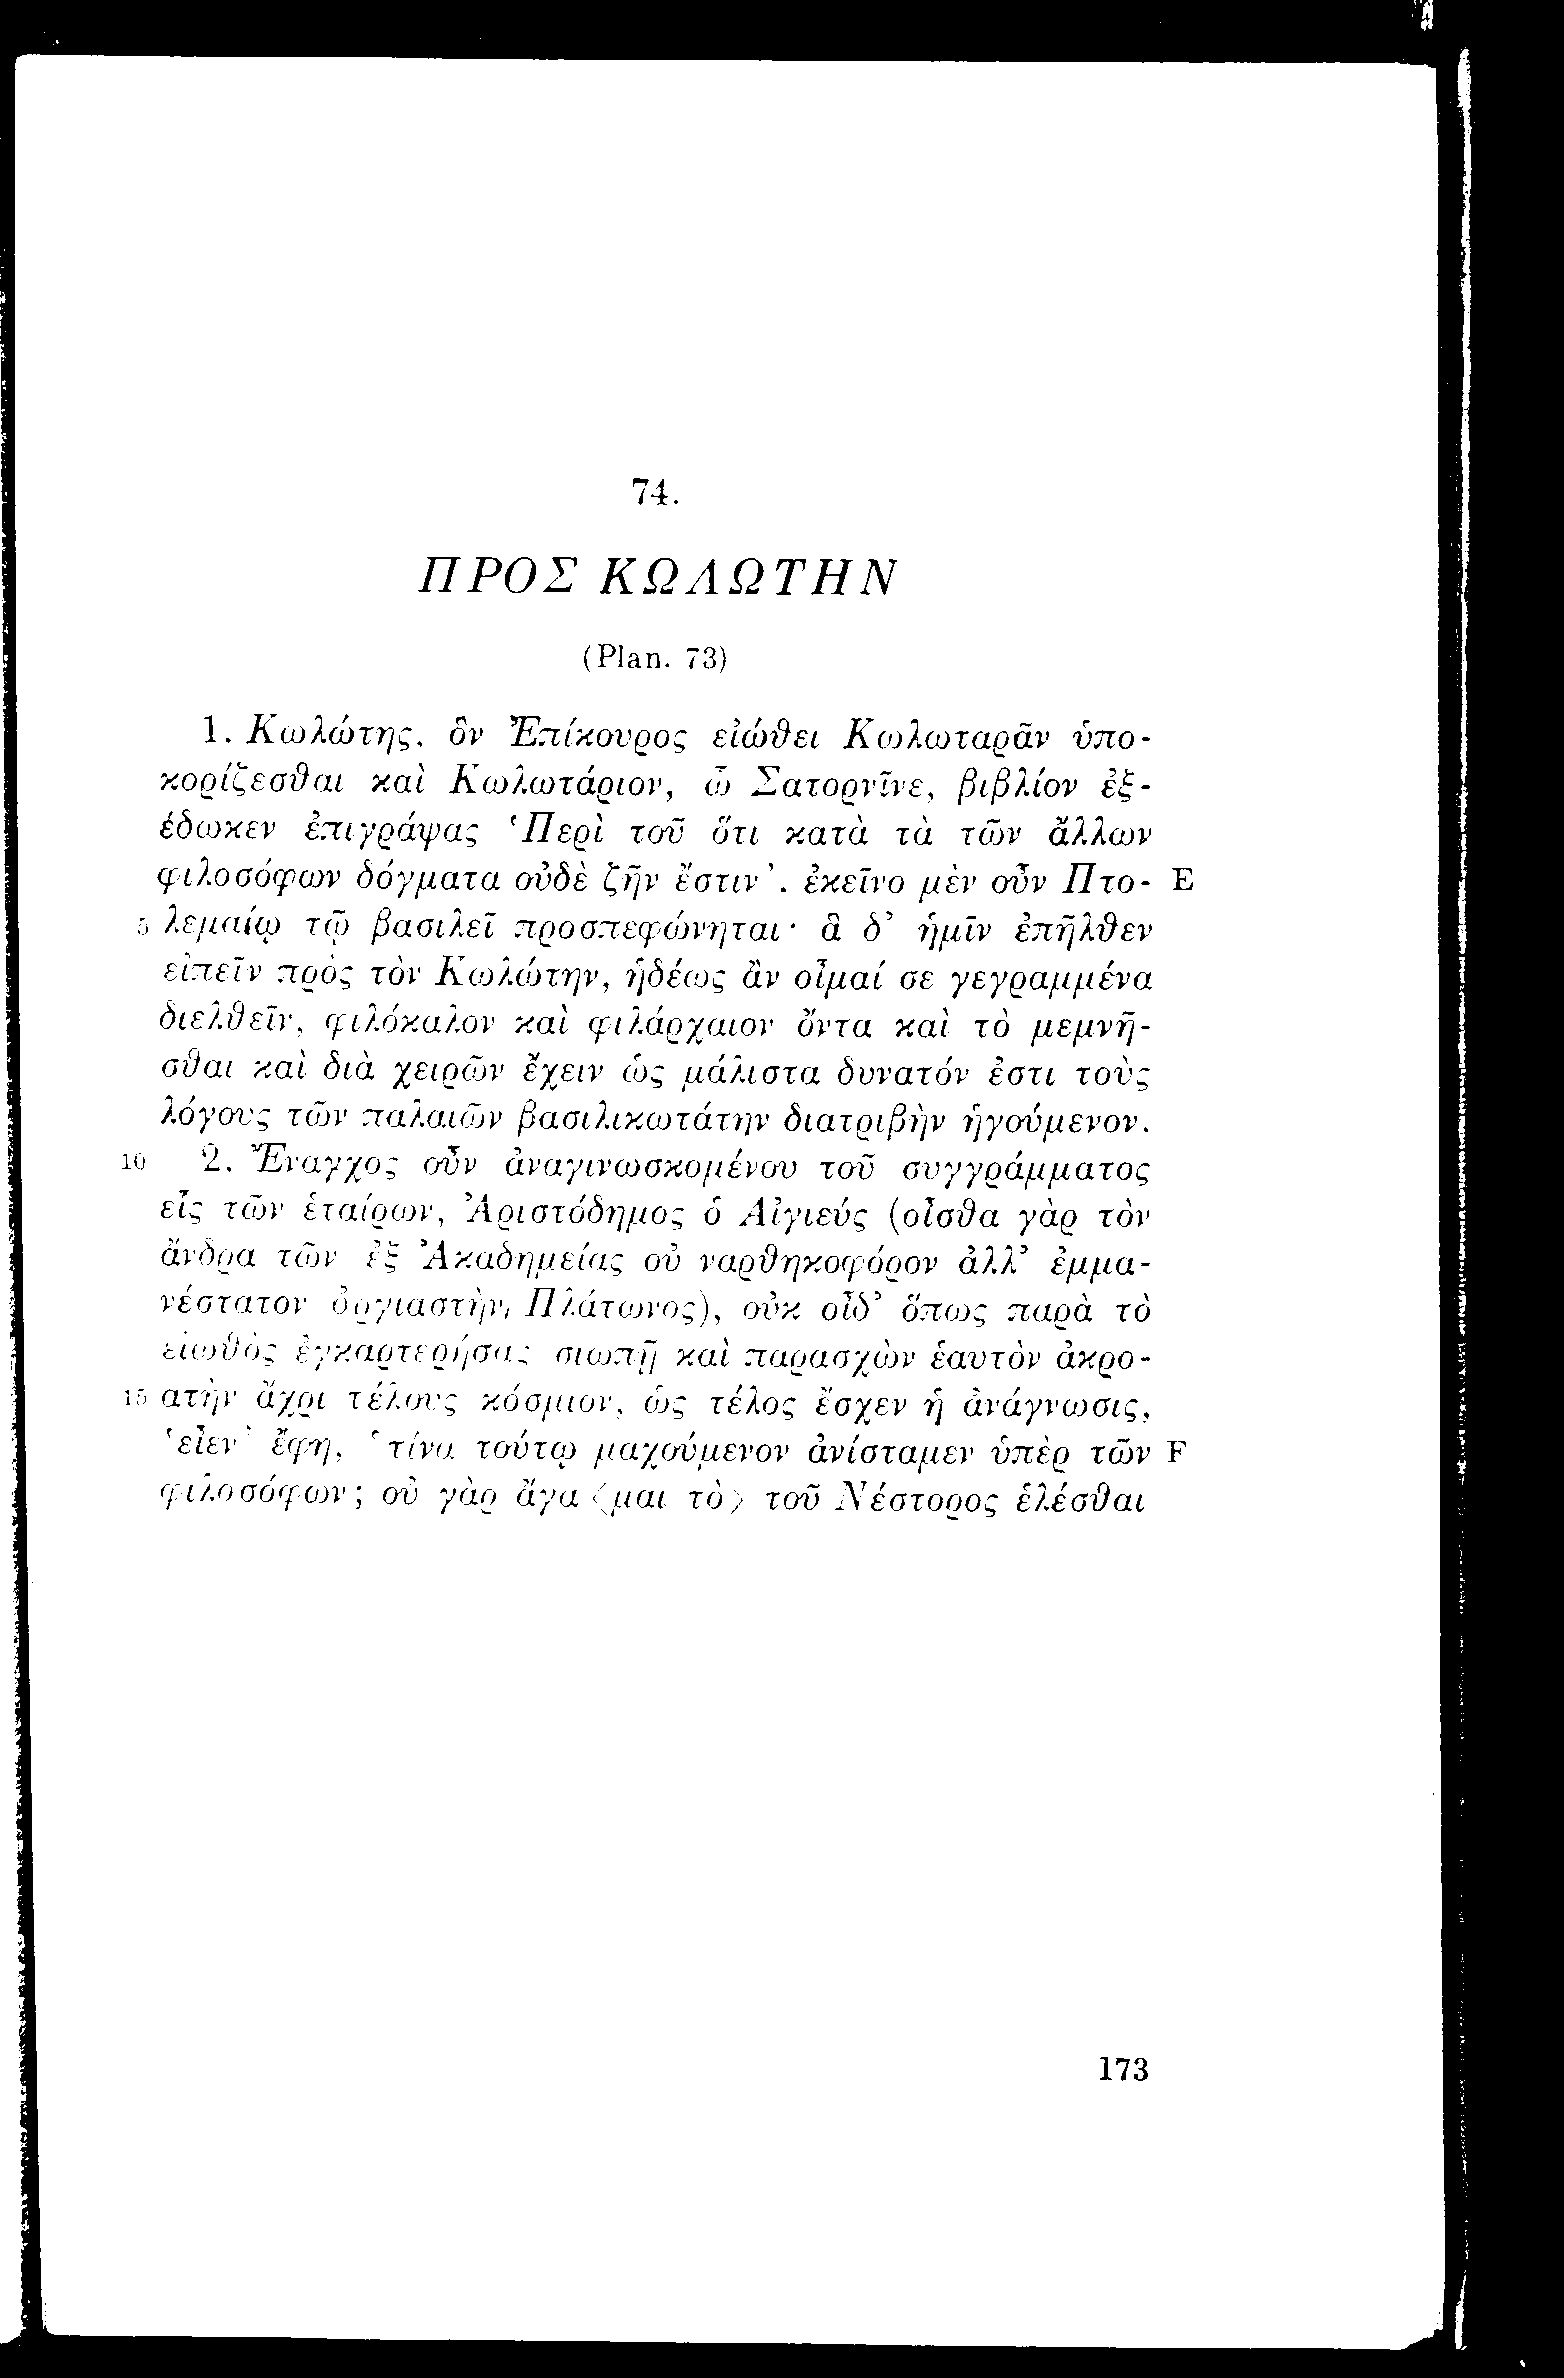 74.
ΠΡΟΣ ΚΩΛΩΤΗΝ
(Plan. 73)
1. Κωλώτης, ὃν Ἐπίκουρος εἰώθει Κωλωταρᾶν ὑπο-
κορίζεσθαι καὶ Κωλωτάριον, ὦ Σατορνῖνε, βιβλίον ἐξ-
έδωκεν ἐπιγράψας ‘Περὶ τοῦ ὅτι κατὰ τὰ τῶν ἄλλων
φιλοσόφων δόγματα οὐδὲ ζῆν ἔστιν’. ἐκεῖνο μὲν οὖν Πτο- E
5 λεμαίῳ τῷ βασιλεῖ προσπεφώνηται· ἃ δ’ ἡμῖν ἐπῆλθεν
εἰπεῖν πρὸς τὸν Κωλώτην, ἡδέως ἂν οἶμαί σε γεγραμμένα
διελθεῖν, φιλόκαλον καὶ φιλάρχαιον ὄντα καὶ τὸ μεμνῆ-
σθαι καὶ διὰ χειρῶν ἔχειν ὡς μάλιστα δυνατόν ἐστι τοὺς
λόγους τῶν παλαιῶν βασιλικωτάτην διατριβὴν ἡγούμενον.
10 2. Ἔναγχος οὖν ἀναγινωσκομένου τοῦ συγγράμματος
εἷς τῶν ἑταίρων, Ἀριστόδημος ὁ Αἰγιεύς (οἶσθα γὰρ τὸν
ἄνδρα τῶν ἐξ Ἀκαδημείας οὐ ναρθηκοφόρον ἀλλ’ ἐμμα-
νέστατον ὀργιαστὴν Πλάτωνος), οὐκ οἶδ’ ὅπως παρὰ τὸ
εἰωθὸς ἐγκαρτερήσας σιωπῇ καὶ παρασχὼν ἑαυτὸν ἀκρο-
15 ατὴν ἄχρι τέλους κόσμιον, ὡς τέλος ἔσχεν ἡ ἀνάγνωσις,
‘εἶεν’ ἔφη, ‘τίνα τούτῳ μαχούμενον ἀνίσταμεν ὑπὲρ τῶν F
φιλοσόφων; οὐ γὰρ ἄγα⟨μαι τὸ⟩ τοῦ Νέστορος ἑλέσθαι
173